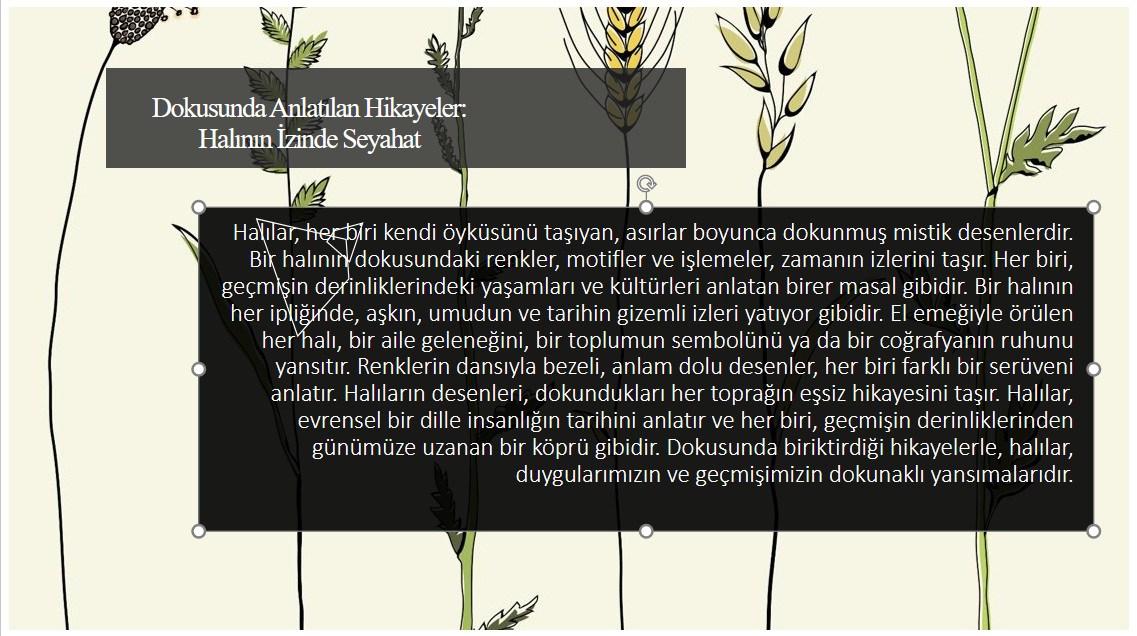 Dokusunda Anlatılan Hikayeler:
Halının İzinde Seyahat
Halılar, her biri kendi öyküsünü taşıyan, asırlar boyunca dokunmuş mistik desenlerdir.
Bir halının dokusundaki renkler, motifler ve işlemeler, zamanın izlerini taşır. Her biri,
geçmişin derinliklerindeki yaşamları ve kültürleri anlatan birer masal gibidir. Bir halının
her ipliğinde, aşkın, umudun ve tarihin gizemli izleri yatıyor gibidir. El emeğiyle örülen
her halı, bir aile geleneğini, bir toplumun sembolünü ya da bir coğrafyanın ruhunu
yansıtır. Renklerin dansıyla bezeli, anlam dolu desenler, her biri farklı bir serüveni
anlatır. Halıların desenleri, dokundukları her toprağın eşsiz hikayesini taşır. Halılar,
evrensel bir dille insanlığın tarihini anlatır ve her biri, geçmişin derinliklerinden
günümüze uzanan bir köprü gibidir. Dokusunda biriktirdiği hikayelerle, halılar,
duygularımızın ve geçmişimizin dokunaklı yansımalarıdır.